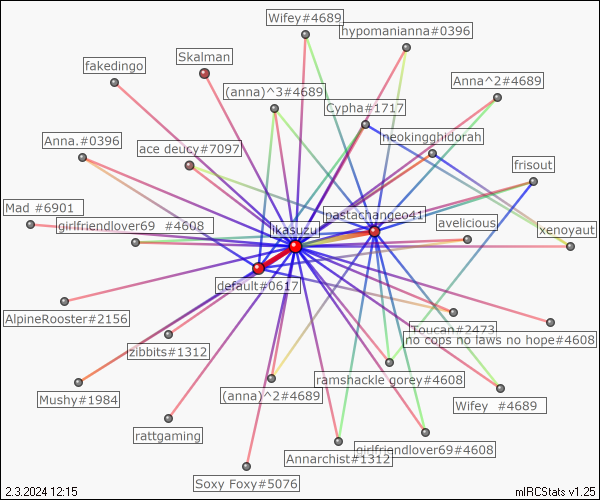 Wifey#4689
hypomanianna#0396
Skalman
fakedingo
Anna^2#4689
(anna)^3#4689
Cypha#1717
neokingghidorah
Anna.#0396
ace deucy#7097
frisout
Mad #6901
pastachangeo41
girlfriendlover69 #4608
likasuzu
avelicious
xenoyaut
default#0617
AlpineRooster#2156
Toucan#2473
no cops no laws no hope#4608
zibbits#1312
ramshackle gorey#4608
Mushy#1984
(anna)^2#4689
Wifey #4689
rattgaming
girlfriendlover69#4608
Annarchist#1312
Soxy Foxy#5076
2.3.2024 12:15
mIRCStats v1.25